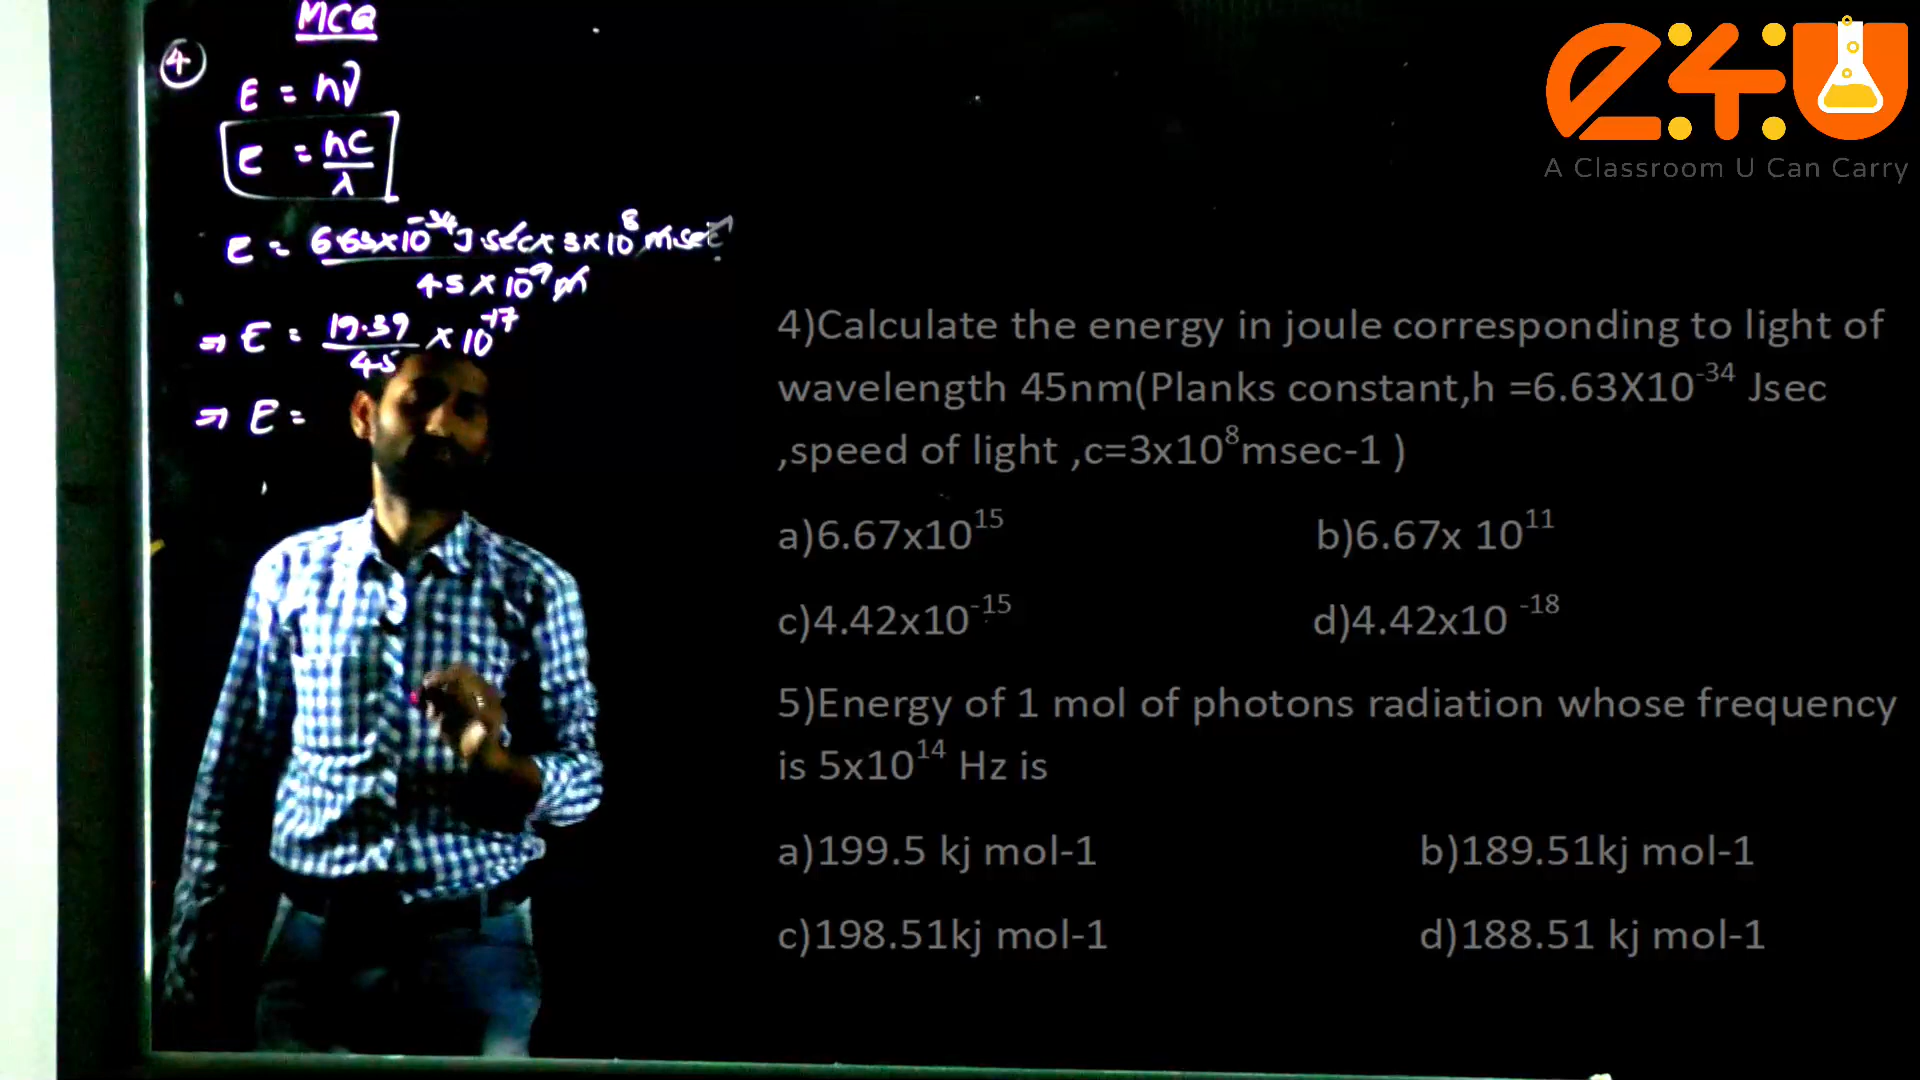 MCQ
4
E = hν
E = hC/λ
E = 6.63×10⁻³⁴ J sec × 3×10⁸ m sec⁻¹ / 45 × 10⁻⁹ m
⇒ E = 19.39/45 × 10⁻¹⁷
⇒ E =
e4U
A Classroom U Can Carry
4)Calculate the energy in joule corresponding to light of
wavelength 45nm(Planks constant,h =6.63X10⁻³⁴ Jsec
,speed of light ,c=3x10⁸msec-1 )
a)6.67x10¹⁵ b)6.67x 10¹¹
c)4.42x10⁻¹⁵ d)4.42x10 ⁻¹⁸
5)Energy of 1 mol of photons radiation whose frequency
is 5x10¹⁴ Hz is
a)199.5 kj mol-1 b)189.51kj mol-1
c)198.51kj mol-1 d)188.51 kj mol-1